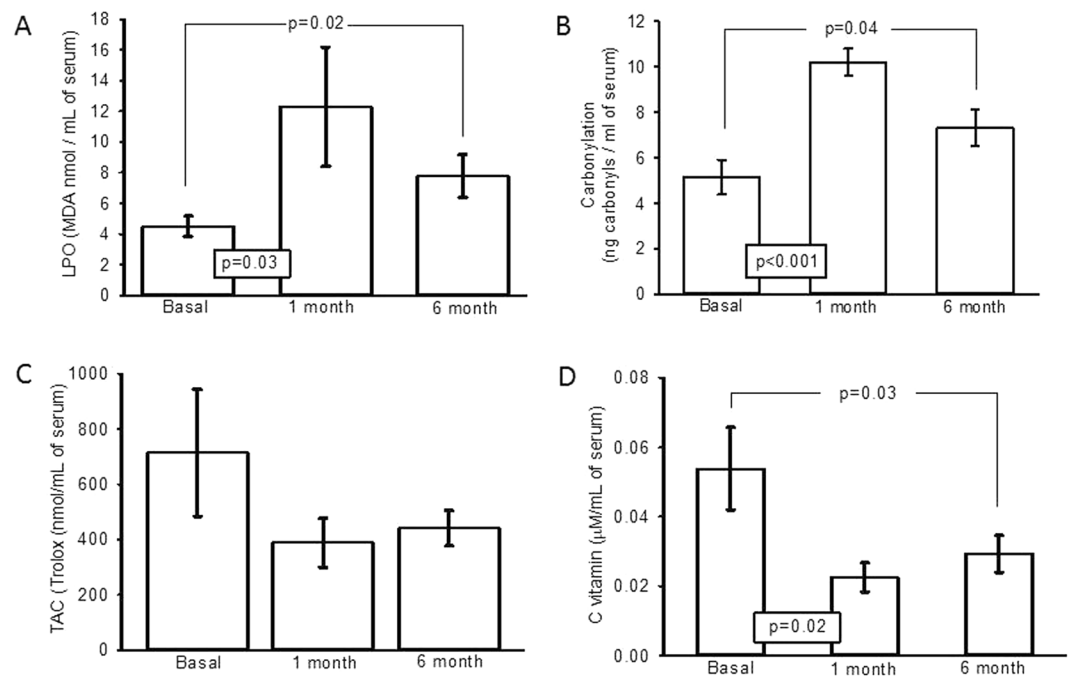 A
LPO (MDA nmol / mL of serum)
18
16
14
12
10
8
6
4
2
0
p=0.02
p=0.03
Basal
1 month
6 month
B
Carbonylation
(ng carbonyls / ml of serum)
12
10
8
6
4
2
0
p=0.04
p<0.001
Basal
1 month
6 month
C
TAC (Trolox (nmol/mL of serum)
1000
800
600
400
200
0
Basal
1 month
6 month
D
C vitamin (µM/mL of serum)
0.08
0.06
0.04
0.02
0.00
p=0.03
p=0.02
Basal
1 month
6 month